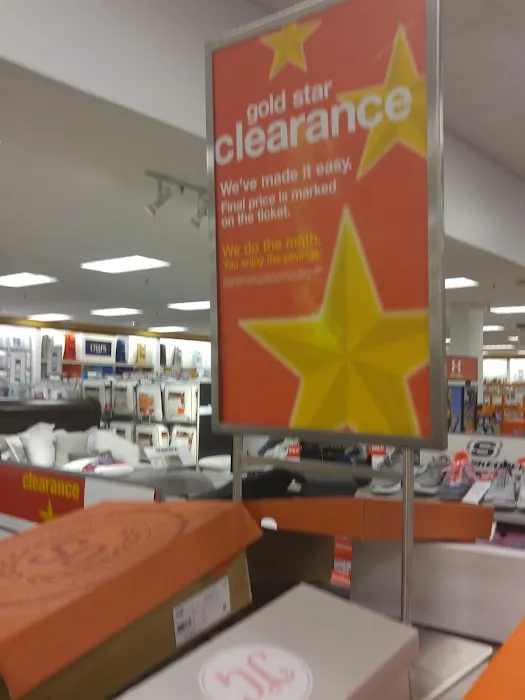 gold star
clearance
We've made it easy.
Final price is marked
on the ticket.
We do the math.
You enjoy the savings.
clearance
H
S